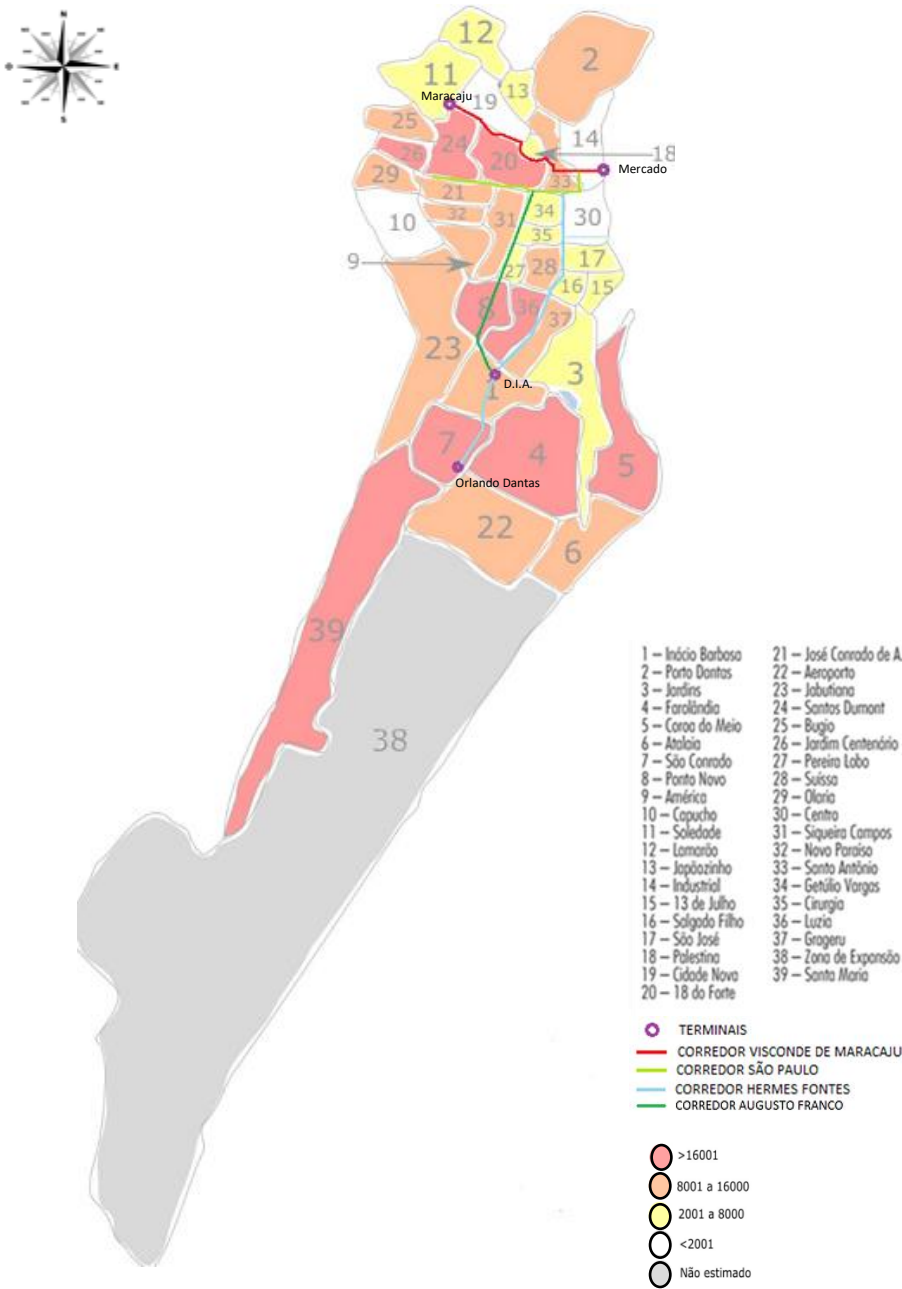 N
S
12
2
11
13
Maracaju
19
25
14
24
18
26
20
Mercado
29
33
21
34
30
10
32
31
35
9
17
27
28
16
15
8
36
37
23
3
D.I.A.
1
7
4
5
Orlando Dantas
22
6
39
38
1 – Inácio Barbosa
2 – Porto Dantas
3 – Jardins
4 – Farolândia
5 – Coroa do Meio
6 – Atalaia
7 – São Conrado
8 – Ponto Novo
9 – América
10 – Capucho
11 – Soledade
12 – Lamarão
13 – Japãozinho
14 – Industrial
15 – 13 de Julho
16 – Salgado Filho
17 – São José
18 – Palestina
19 – Cidade Nova
20 – 18 do Forte
21 – José Conrado de A.
22 – Aeroporto
23 – Jabutiana
24 – Santos Dumont
25 – Bugio
26 – Jardim Centenário
27 – Pereira Lobo
28 – Suíssa
29 – Olaria
30 – Centro
31 – Siqueira Campos
32 – Novo Paraíso
33 – Santo Antônio
34 – Getúlio Vargas
35 – Cirurgia
36 – Luzia
37 – Grageru
38 – Zona de Expansão
39 – Santa Maria
TERMINAIS
CORREDOR VISCONDE DE MARACAJU
CORREDOR SÃO PAULO
CORREDOR HERMES FONTES
CORREDOR AUGUSTO FRANCO
>16001
8001 a 16000
2001 a 8000
<2001
Não estimado